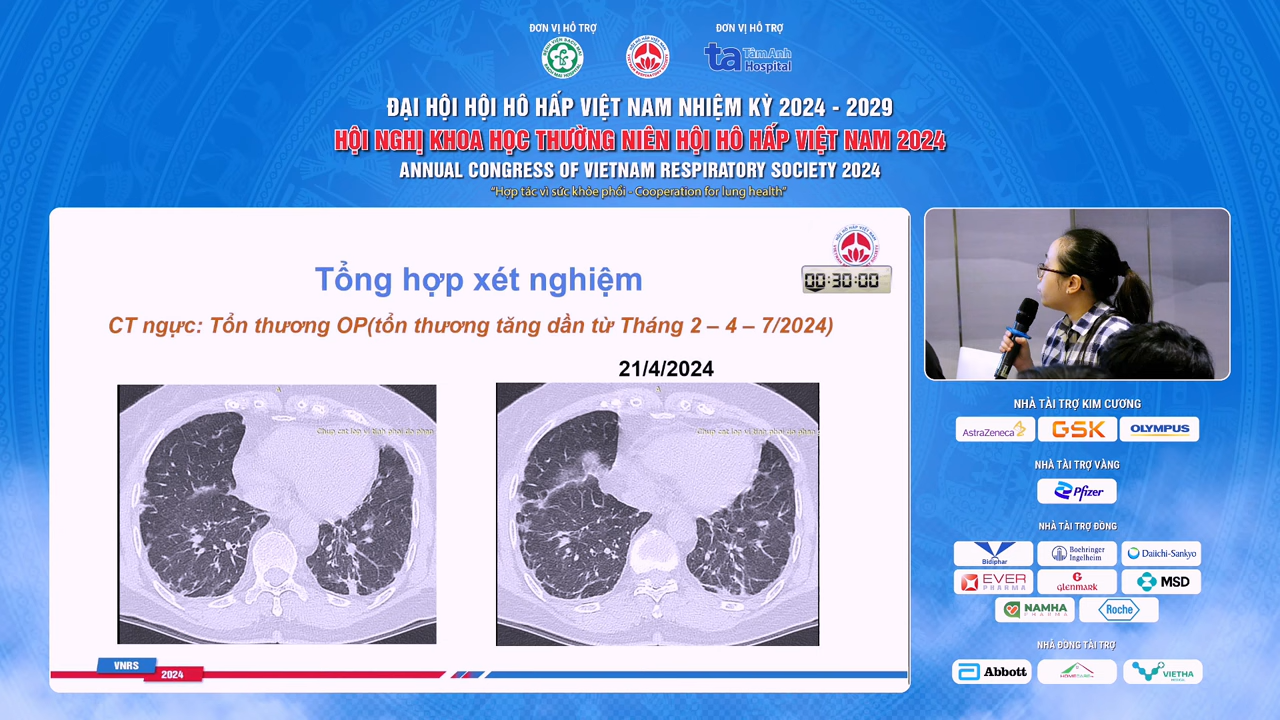 ĐƠN VỊ HỖ TRỢ
ĐƠN VỊ HỖ TRỢ
ta TâmAnh
Hospital
ĐẠI HỘI HỘI HÔ HẤP VIỆT NAM NHIỆM KỲ 2024 - 2029
HỘI NGHỊ KHOA HỌC THƯỜNG NIÊN HỘI HÔ HẤP VIỆT NAM 2024
ANNUAL CONGRESS OF VIETNAM RESPIRATORY SOCIETY 2024
"Hợp tác vì sức khỏe phổi - Cooperation for lung health"
00:30:00
Tổng hợp xét nghiệm
CT ngực: Tổn thương OP(tổn thương tăng dần từ Tháng 2 – 4 – 7/2024)
21/4/2024
VNRS
2024
NHÀ TÀI TRỢ KIM CƯƠNG
AstraZeneca
GSK
OLYMPUS
NHÀ TÀI TRỢ VÀNG
Pfizer
NHÀ TÀI TRỢ ĐỒNG
Bidiphar
Boehringer
Ingelheim
Daiichi-Sankyo
EVER
PHARMA
GLENMARK
MSD
NAMHA
PHARMA
Roche
NHÀ ĐỒNG TÀI TRỢ
Abbott
VIETHA